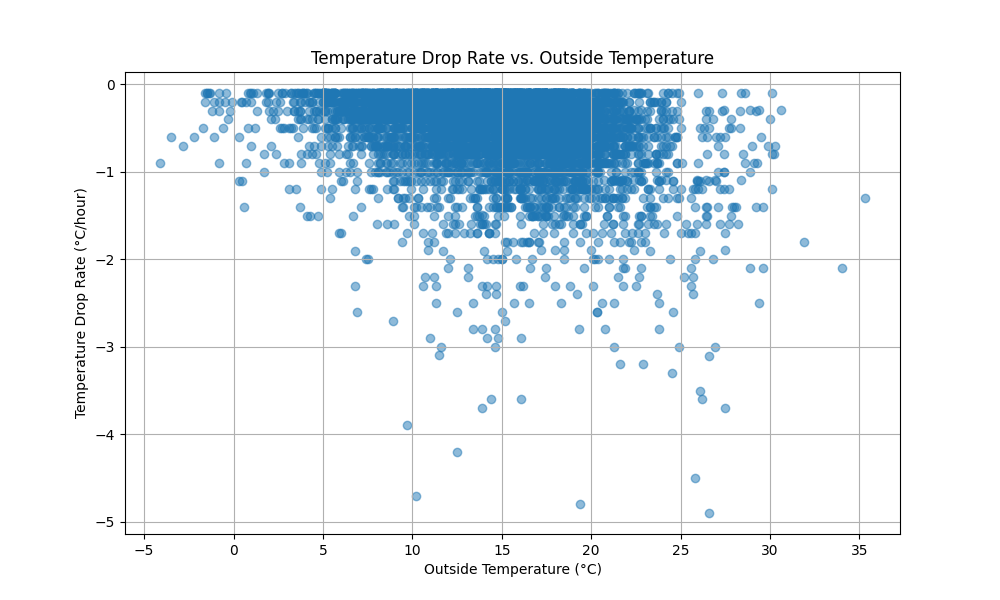 Temperature Drop Rate vs. Outside Temperature
Temperature Drop Rate (°C/hour)
0
−1
−2
−3
−4
−5
−5 0 5 10 15 20 25 30 35
Outside Temperature (°C)